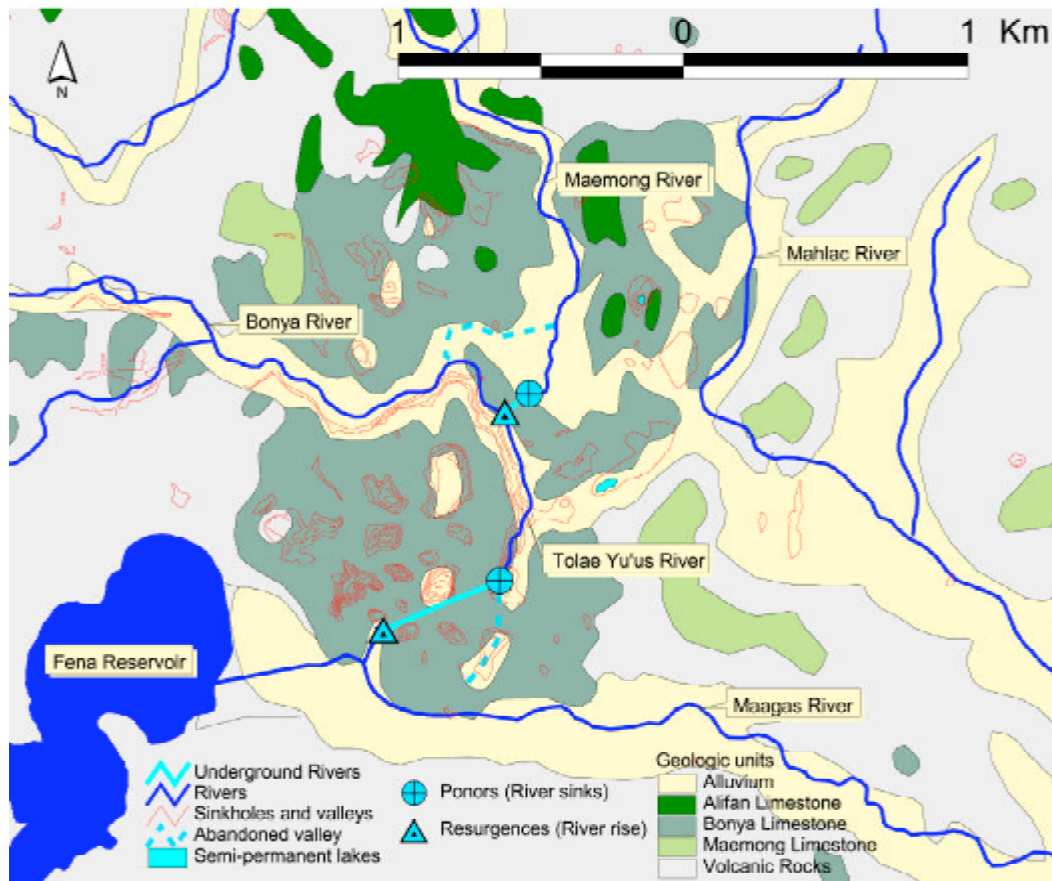 1 0 1 Km
N
Maemong River
Mahlac River
Bonya River
Tolae Yu'us River
Fena Reservoir
Maagas River
Underground Rivers
Rivers
Sinkholes and valleys
Abandoned valley
Semi-permanent lakes
Ponors (River sinks)
Resurgences (River rise)
Geologic units
Alluvium
Alifan Limestone
Bonya Limestone
Maemong Limestone
Volcanic Rocks